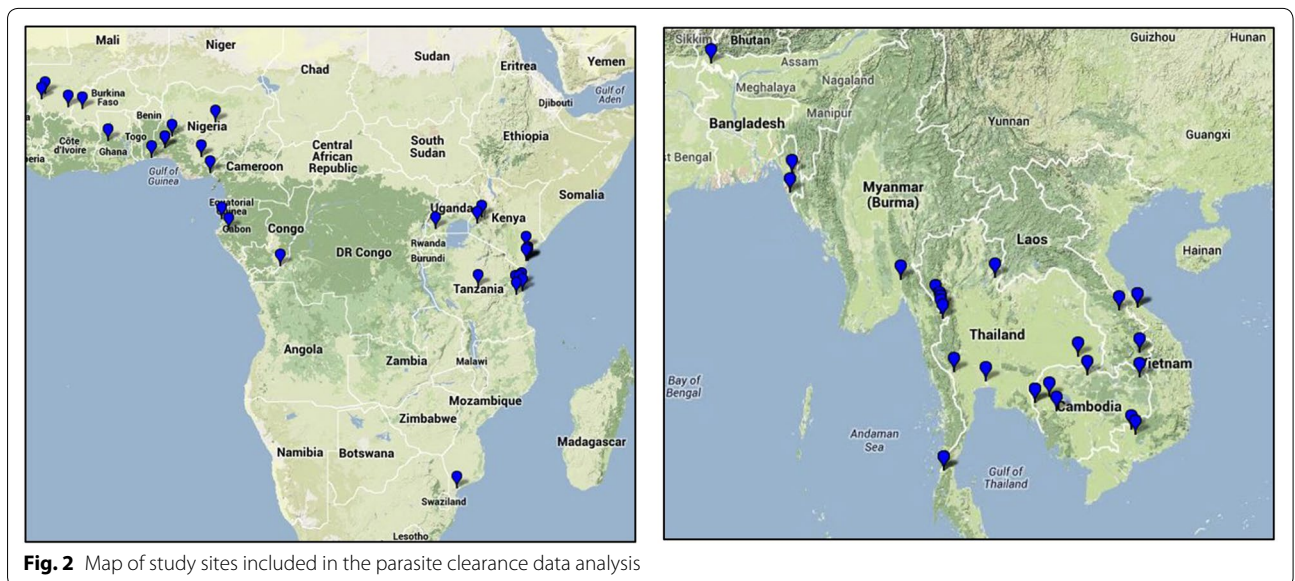 Mali
Niger
Chad
Sudan
Eritrea
Yemen
Gulf of
Aden
Djibouti
Burkina
Faso
Benin
Nigeria
Togo
Côte
d'Ivoire
Ghana
eria
Gulf of
Guinea
Cameroon
Central
African
Republic
South
Sudan
Ethiopia
Somalia
Equatorial
Guinea
Gabon
Congo
DR Congo
Uganda
Kenya
Rwanda
Burundi
Tanzania
Angola
Zambia
Malawi
Mozambique
Zimbabwe
Namibia
Botswana
Madagascar
Swaziland
Lesotho
Sikkim
Bhutan
Assam
Nagaland
Meghalaya
Manipur
Bangladesh
st Bengal
Guizhou
Hunan
Yunnan
Guangxi
Myanmar
(Burma)
Laos
Hainan
Thailand
Vietnam
Cambodia
Bay of
Bengal
Andaman
Sea
Gulf of
Thailand
Fig. 2 Map of study sites included in the parasite clearance data analysis